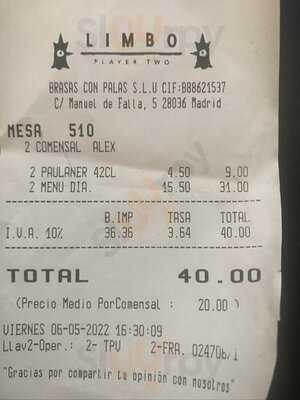 LIMBO
PLAYER TWO
BRASAS CON PALAS S.L.U CIF:B88621537
C/ Manuel de Falla, 5 28036 Madrid
MESA 510
2 COMENSAL ALEX
2 PAULANER 42CL 4.50 9.00
2 MENU DIA. 15.50 31.00
B.IMP TASA TOTAL
I.V.A. 10% 36.36 3.64 40.00
TOTAL 40.00
(Precio Medio PorComensal : 20.00 )
VIERNES 06-05-2022 16:30:09
Llav2-Oper.: 2- TPV 2-FRA.
"Gracias por compartir tu opinión con nosotros"